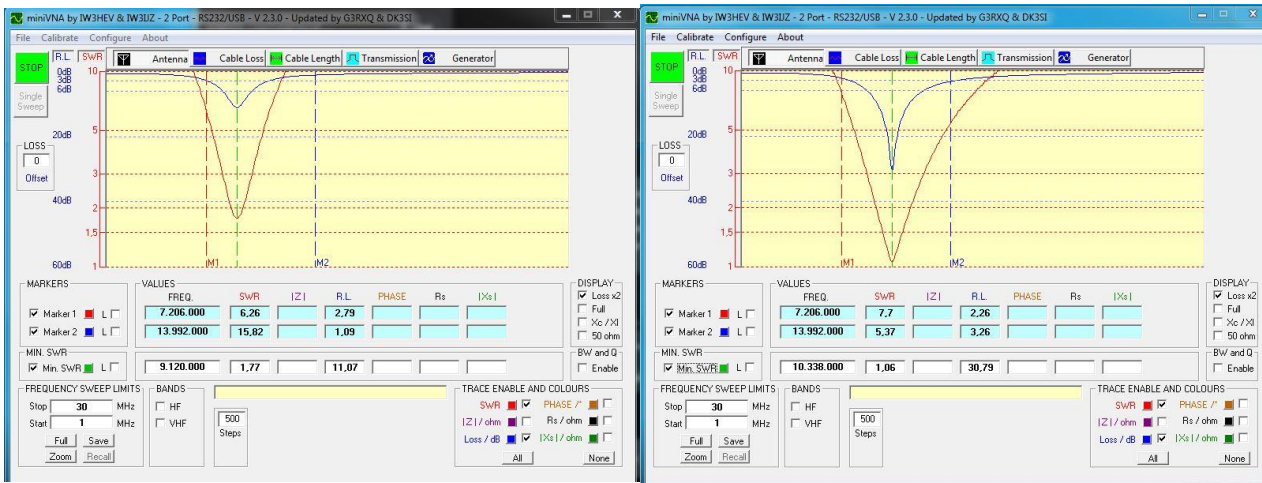 miniVNA by IW3HEV & IW3IJZ - 2 Port - RS232/USB - V 2.3.0 - Updated by G3RXQ & DK3SI
File Calibrate Configure About
STOP
Single
Sweep
R.L. SWR
Antenna Cable Loss Cable Length Transmission Generator
0dB 10
3dB
6dB
20dB 5
3
40dB 2
1,5
60dB 1
M1 M2
LOSS
0
Offset
MARKERS
Marker 1 L
Marker 2 L
VALUES
FREQ. SWR |Z| R.L. PHASE Rs |Xs|
7.206.000 6,26 2,79
13.992.000 15,82 1,09
MIN. SWR
Min. SWR L
9.120.000 1,77 11,07
DISPLAY
Loss x2
Full
Xc /Xl
50 ohm
BW and Q
Enable
FREQUENCY SWEEP LIMITS
Stop 30 MHz
Start 1 MHz
Full Save
Zoom Recall
BANDS
HF
VHF
500
Steps
TRACE ENABLE AND COLOURS
SWR PHASE /°
|Z| / ohm Rs / ohm
Loss / dB |Xs| / ohm
All None
miniVNA by IW3HEV & IW3IJZ - 2 Port - RS232/USB - V 2.3.0 - Updated by G3RXQ & DK3SI
File Calibrate Configure About
STOP
Single
Sweep
R.L. SWR
Antenna Cable Loss Cable Length Transmission Generator
0dB 10
3dB
6dB
20dB 5
3
40dB 2
1,5
60dB 1
M1 M2
LOSS
0
Offset
MARKERS
Marker 1 L
Marker 2 L
VALUES
FREQ. SWR |Z| R.L. PHASE Rs |Xs|
7.206.000 7,7 2,26
13.992.000 5,37 3,26
MIN. SWR
Min. SWR L
10.338.000 1,06 30,79
DISPLAY
Loss x2
Full
Xc /Xl
50 ohm
BW and Q
Enable
FREQUENCY SWEEP LIMITS
Stop 30 MHz
Start 1 MHz
Full Save
Zoom Recall
BANDS
HF
VHF
500
Steps
TRACE ENABLE AND COLOURS
SWR PHASE /°
|Z| / ohm Rs / ohm
Loss / dB |Xs| / ohm
All None